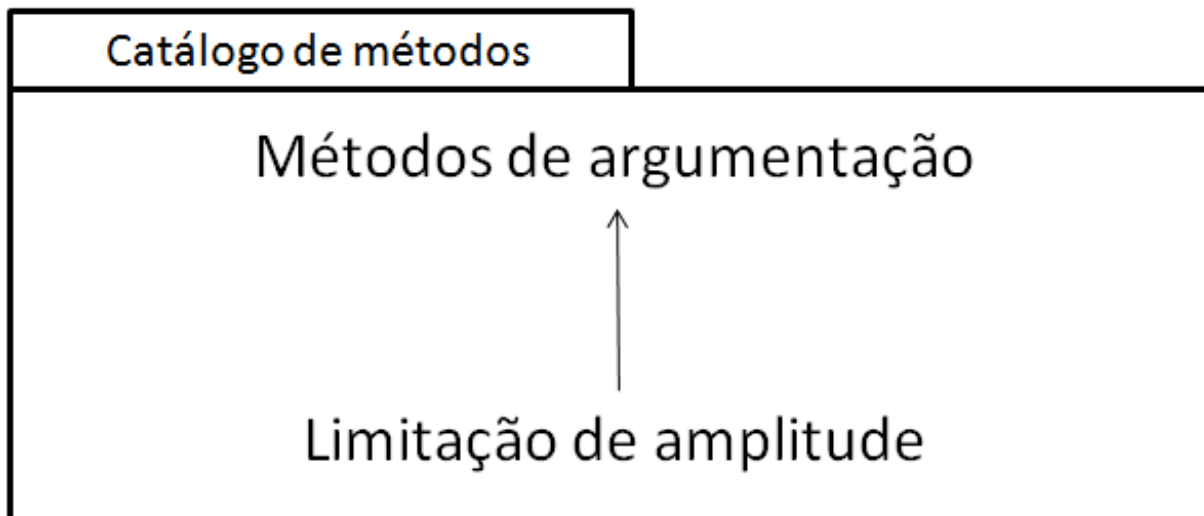 Catálogo de métodos
Métodos de argumentação
Limitação de amplitude